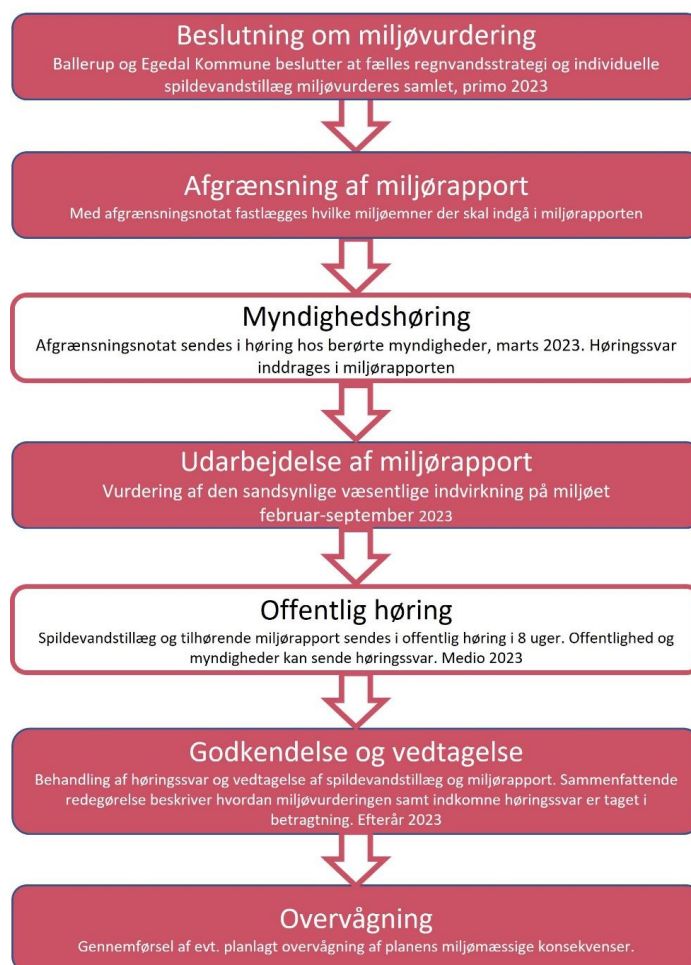 Beslutning om miljøvurdering
Ballerup og Egedal Kommune beslutter at fælles regnvandsstrategi og individuelle
spildevandstillæg miljøvurderes samlet, primo 2023
Afgrænsning af miljørapport
Med afgrænsningsnotat fastlægges hvilke miljøemner der skal indgå i miljørapporten
Myndighedshøring
Afgrænsningsnotat sendes i høring hos berørte myndigheder, marts 2023. Høringssvar
inddrages i miljørapporten
Udarbejdelse af miljørapport
Vurdering af den sandsynlige væsentlige indvirkning på miljøet
februar-september 2023
Offentlig høring
Spildevandstillæg og tilhørende miljørapport sendes i offentlig høring i 8 uger. Offentlighed og
myndigheder kan sende høringssvar. Medio 2023
Godkendelse og vedtagelse
Behandling af høringssvar og vedtagelse af spildevandstillæg og miljørapport. Sammenfattende
redegørelse beskriver hvordan miljøvurderingen samt indkomne høringssvar er taget i
betragtning. Efterår 2023
Overvågning
Gennemførsel af evt. planlagt overvågning af planens miljømæssige konsekvenser.